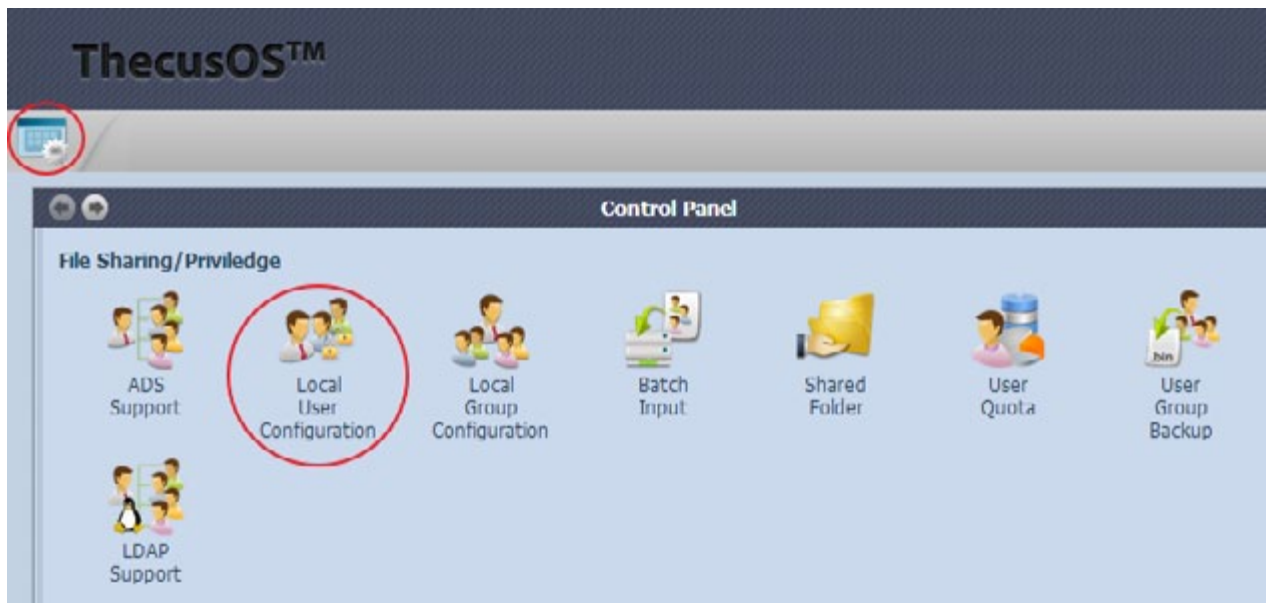 ThecusOS™
Control Panel
File Sharing/Priviledge
ADS
Support
Local
User
Configuration
Local
Group
Configuration
Batch
Input
Shared
Folder
User
Quota
bin
User
Group
Backup
LDAP
Support